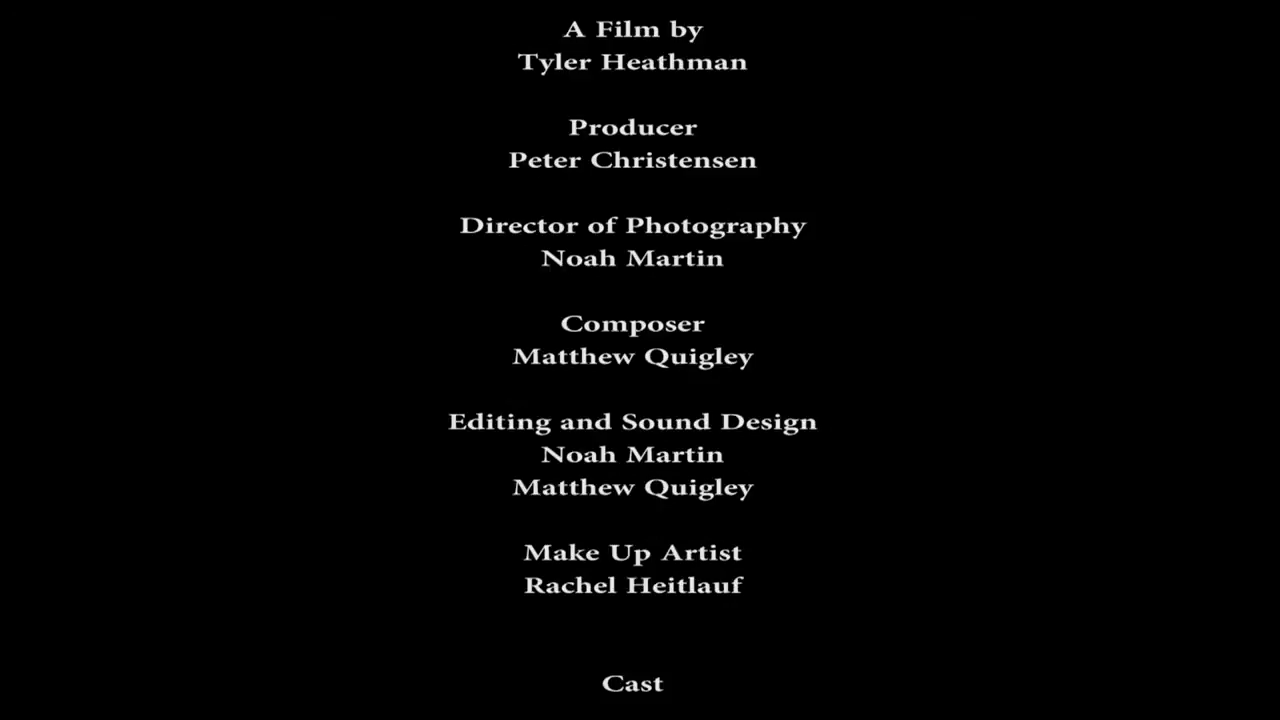 A Film by
Tyler Heathman
Producer
Peter Christensen
Director of Photography
Noah Martin
Composer
Matthew Quigley
Editing and Sound Design
Noah Martin
Matthew Quigley
Make Up Artist
Rachel Heitlauf
Cast